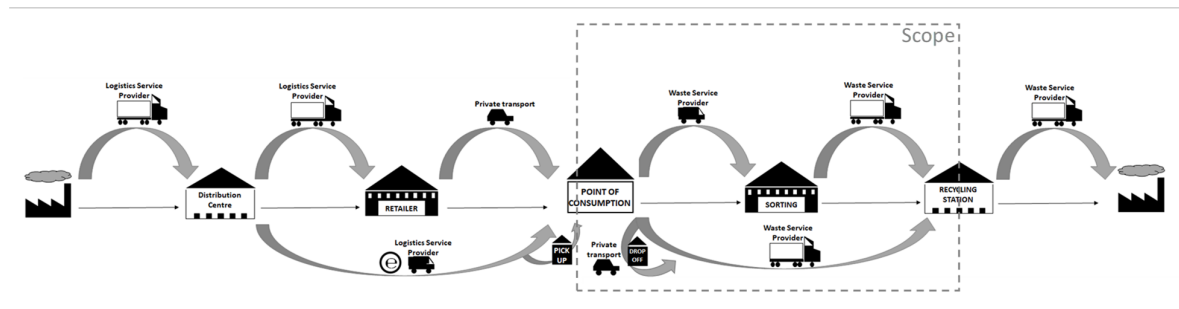 Scope
Logistics Service
Provider
Logistics Service
Provider
Private transport
Waste Service
Provider
Waste Service
Provider
Waste Service
Provider
Distribution
Centre
RETAILER
POINT OF
CONSUMPTION
SORTING
RECYCLING
STATION
Logistics Service
Provider
e
PICK
UP
Private
transport
DROP
OFF
Waste Service
Provider